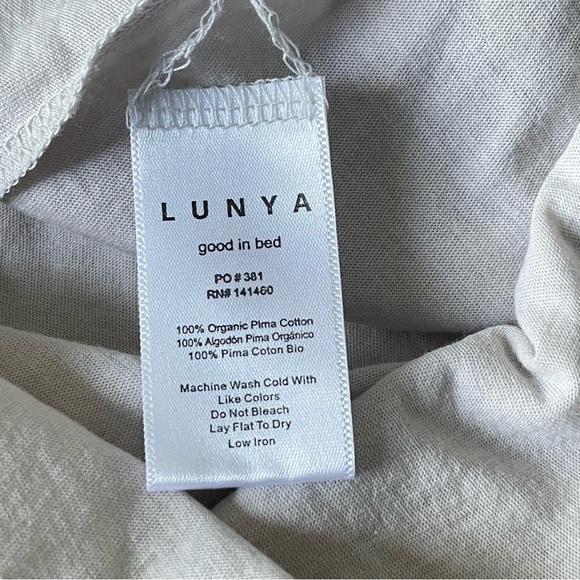 LUNYA
good in bed
PO # 381
RN# 141460
100% Organic Pima Cotton
100% Algodón Pima Orgánico
100% Pima Coton Bio
Machine Wash Cold With
Like Colors
Do Not Bleach
Lay Flat To Dry
Low Iron